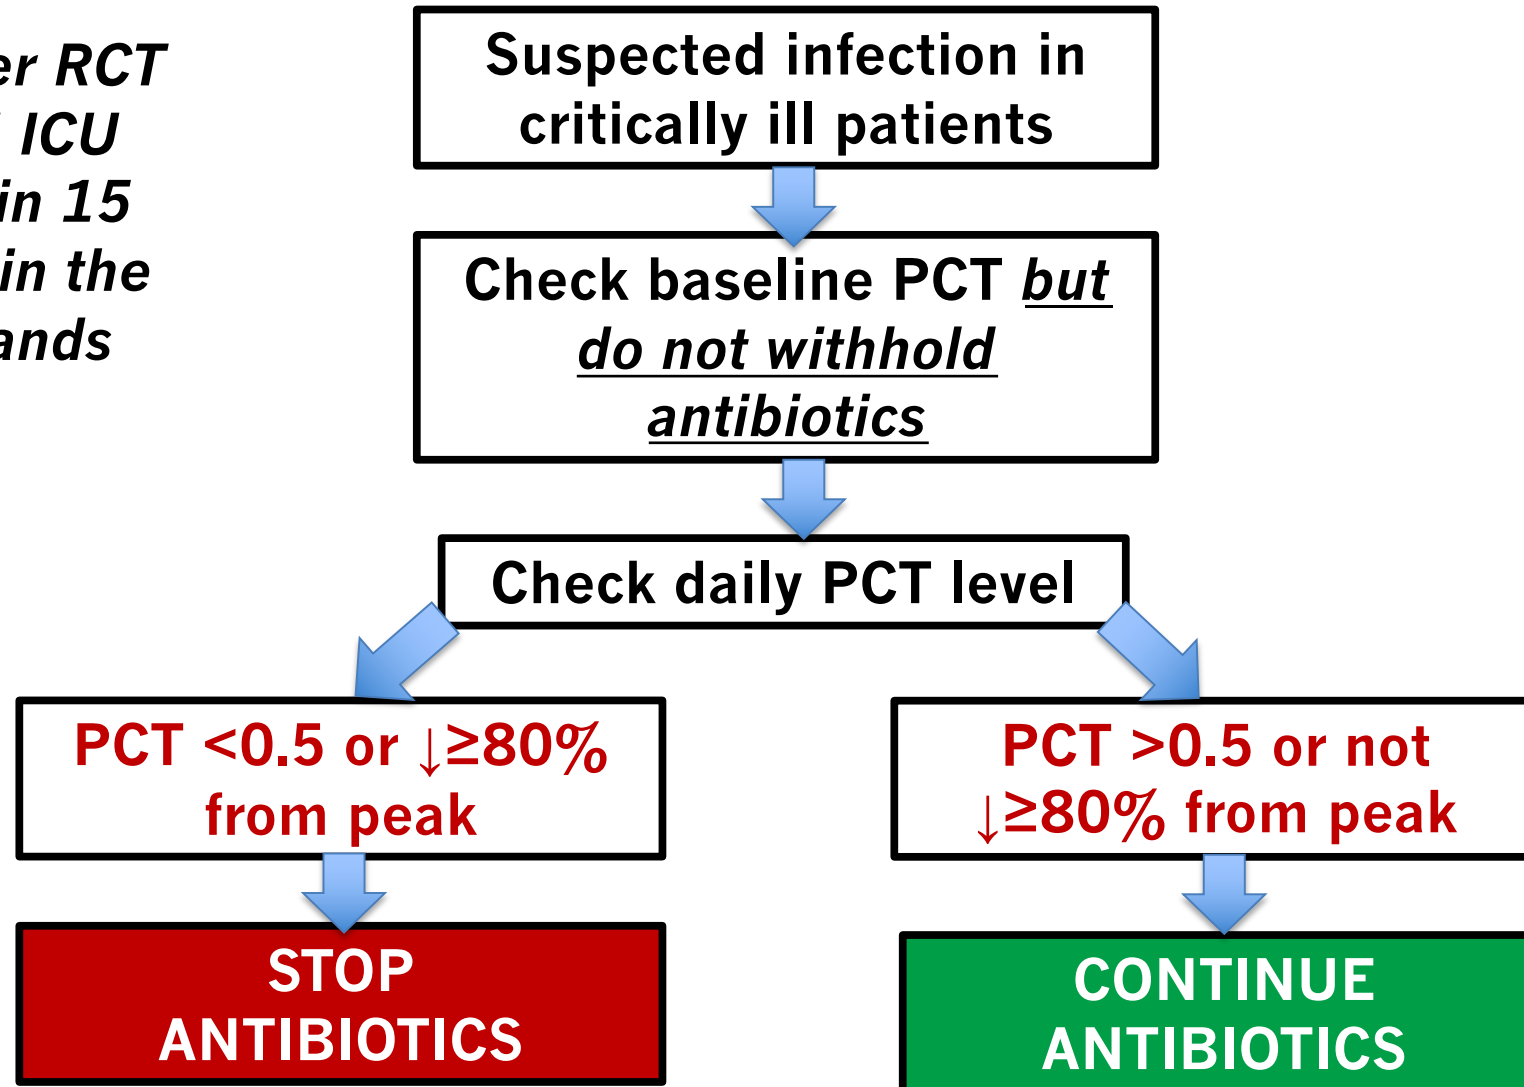 er RCT
ICU
in 15
in the
ands
Suspected infection in
critically ill patients
Check baseline PCT but
do not withhold
antibiotics
Check daily PCT level
PCT <0.5 or ↓≥80%
from peak
PCT >0.5 or not
↓≥80% from peak
STOP
ANTIBIOTICS
CONTINUE
ANTIBIOTICS